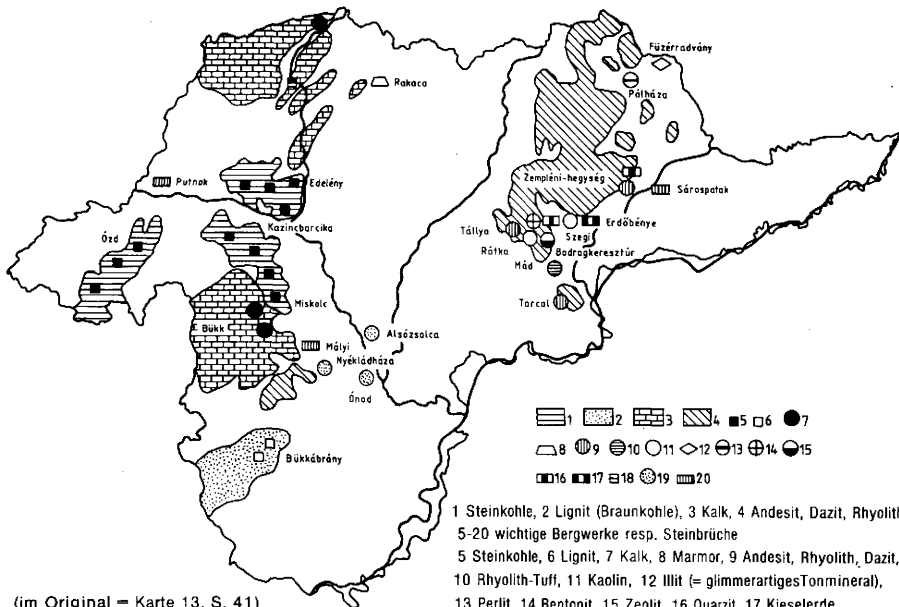 Füzérradvány
Rakaca
Pálháza
Putnok
Edelény
Zempléni-hegység
Sárospatak
Kazincbarcika
Ózd
Tállya
Szegi
Erdőbénye
Rátka
Bodragkeresztúr
Mád
Miskolc
Tarcal
Bükk
Alsózsolca
Mályi
Nyékládháza
Ónod
1 2 3 4 5 6 7
8 9 10 11 12 13 14 15
16 17 18 19 20
Bükkábrány
1 Steinkohle, 2 Lignit (Braunkohle), 3 Kalk, 4 Andesit, Dazit, Rhyolith
5-20 wichtige Bergwerke resp. Steinbrüche
5 Steinkohle, 6 Lignit, 7 Kalk, 8 Marmor, 9 Andesit, Rhyolith, Dazit,
10 Rhyolith-Tuff, 11 Kaolin, 12 Illit (= glimmerartigesTonmineral),
(im Original = Karte 13, S. 41)
13 Perlit, 14 Bentonit, 15 Zeolit, 16 Quarzit, 17 Kieselerde